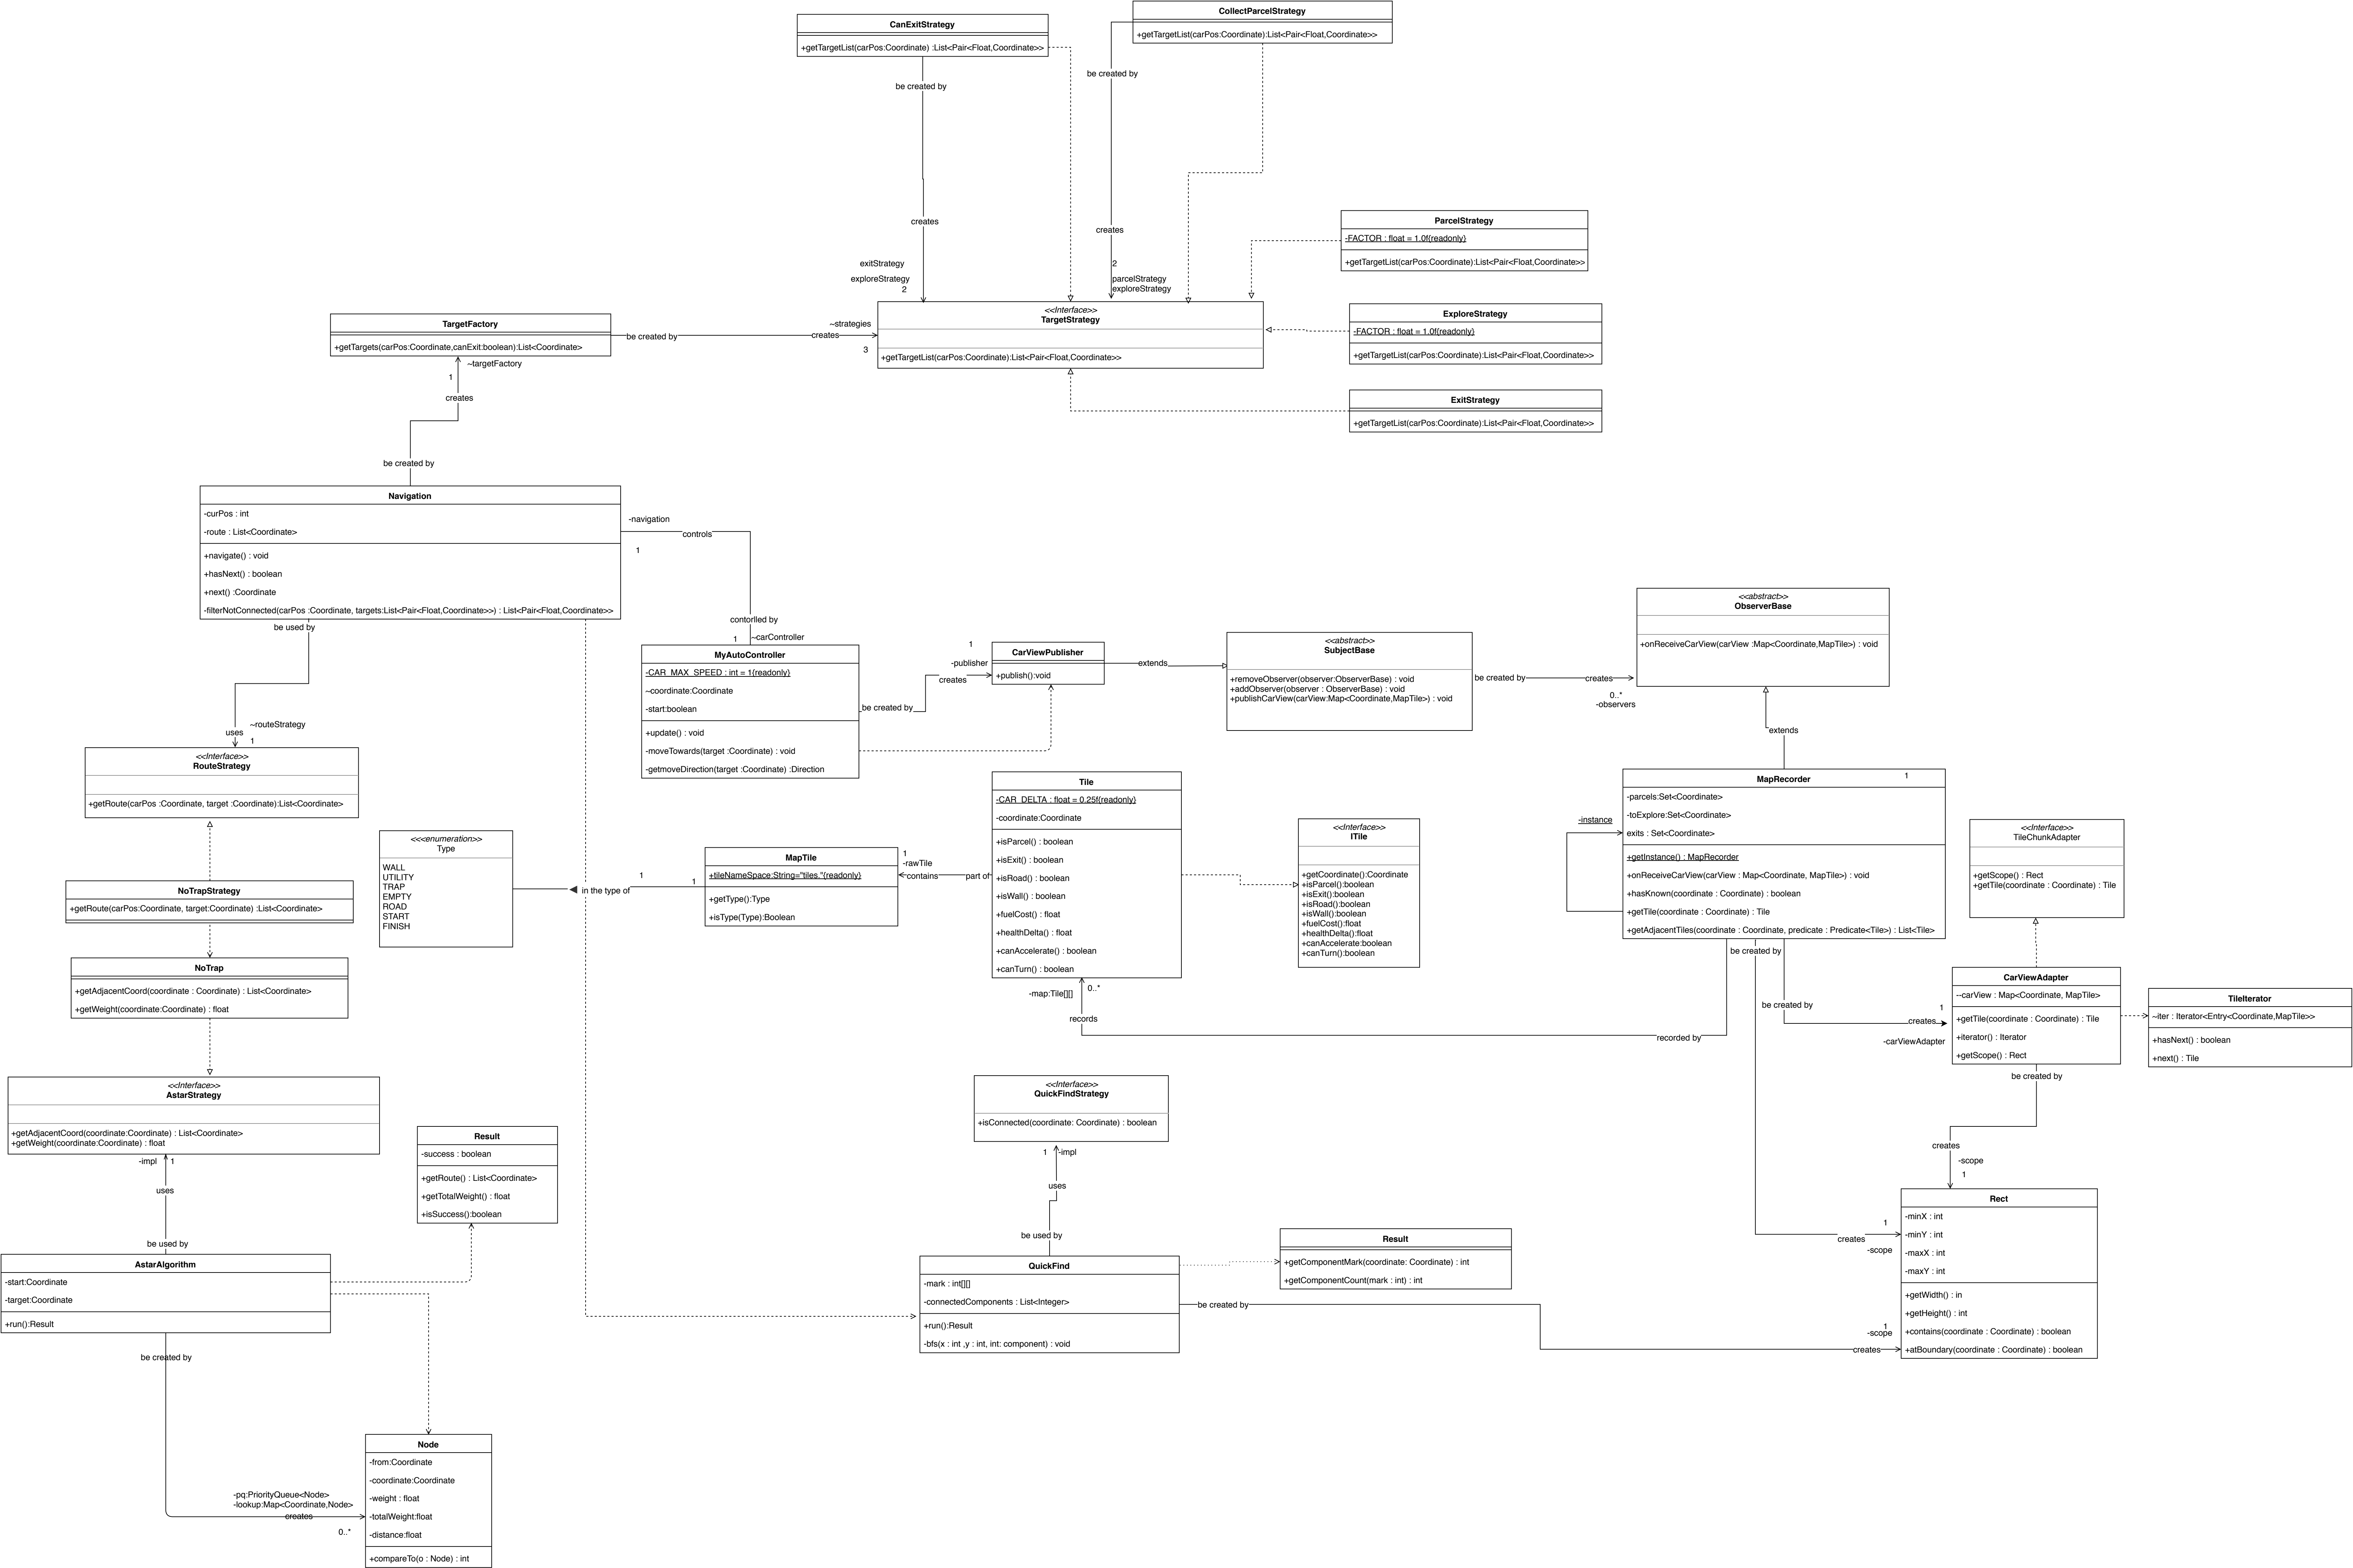 CollectParcelStrategy
+getTargetList(carPos:Coordinate):List<Pair<Float,Coordinate>>
CanExitStrategy
+getTargetList(carPos:Coordinate) :List<Pair<Float,Coordinate>>
be created by
be created by
creates
creates
exitStrategy
exploreStrategy
2
2
parcelStrategy
exploreStrategy
ParcelStrategy
-FACTOR : float = 1.0f{readonly}
+getTargetList(carPos:Coordinate):List<Pair<Float,Coordinate>>
TargetFactory
+getTargets(carPos:Coordinate,canExit:boolean):List<Coordinate>
be created by
~strategies
creates
3
<<Interface>>
TargetStrategy
+getTargetList(carPos:Coordinate):List<Pair<Float,Coordinate>>
ExploreStrategy
-FACTOR : float = 1.0f{readonly}
+getTargetList(carPos:Coordinate):List<Pair<Float,Coordinate>>
ExitStrategy
+getTargetList(carPos:Coordinate):List<Pair<Float,Coordinate>>
~targetFactory
1
creates
be created by
Navigation
-curPos : int
-route : List<Coordinate>
+navigate() : void
+hasNext() : boolean
+next() :Coordinate
-filterNotConnected(carPos :Coordinate, targets:List<Pair<Float,Coordinate>>) : List<Pair<Float,Coordinate>>
-navigation
controls
1
contorlled by
1
~carController
be used by
~routeStrategy
uses
1
MyAutoController
-CAR_MAX_SPEED : int = 1{readonly}
~coordinate:Coordinate
-start:boolean
+update() : void
-moveTowards(target :Coordinate) : void
-getmoveDirection(target :Coordinate) :Direction
be created by
1
-publisher
creates
CarViewPublisher
+publish():void
extends
<<abstract>>
SubjectBase
+removeObserver(observer:ObserverBase) : void
+addObserver(observer : ObserverBase) : void
+publishCarView(carView:Map<Coordinate,MapTile>) : void
be created by
creates
0..*
-observers
<<abstract>>
ObserverBase
+onReceiveCarView(carView :Map<Coordinate,MapTile>) : void
extends
<<Interface>>
RouteStrategy
+getRoute(carPos :Coordinate, target :Coordinate):List<Coordinate>
NoTrapStrategy
+getRoute(carPos:Coordinate, target:Coordinate) :List<Coordinate>
NoTrap
+getAdjacentCoord(coordinate : Coordinate) : List<Coordinate>
+getWeight(coordinate:Coordinate) : float
<<Interface>>
AstarStrategy
+getAdjacentCoord(coordinate:Coordinate) : List<Coordinate>
+getWeight(coordinate:Coordinate) : float
<<<enumeration>>
Type
WALL
UTILITY
TRAP
EMPTY
ROAD
START
FINISH
in the type of
1
1
MapTile
+tileNameSpace:String="tiles."{readonly}
+getType():Type
+isType(Type):Boolean
1
-rawTile
contains
part of
Tile
-CAR_DELTA : float = 0.25f{readonly}
-coordinate:Coordinate
+isParcel() : boolean
+isExit() : boolean
+isRoad() : boolean
+isWall() : boolean
+fuelCost() : float
+healthDelta() : float
+canAccelerate() : boolean
+canTurn() : boolean
<<Interface>>
ITile
+getCoordinate():Coordinate
+isParcel():boolean
+isExit():boolean
+isRoad():boolean
+isWall():boolean
+fuelCost():float
+healthDelta():float
+canAccelerate:boolean
+canTurn():boolean
-instance
MapRecorder
1
-parcels:Set<Coordinate>
-toExplore:Set<Coordinate>
exits : Set<Coordinate>
+getInstance() : MapRecorder
+onReceiveCarView(carView : Map<Coordinate, MapTile>) : void
+hasKnown(coordinate : Coordinate) : boolean
+getTile(coordinate : Coordinate) : Tile
+getAdjacentTiles(coordinate : Coordinate, predicate : Predicate<Tile>) : List<Tile>
<<Interface>>
TileChunkAdapter
+getScope() : Rect
+getTile(coordinate : Coordinate) : Tile
CarViewAdapter
--carView : Map<Coordinate, MapTile>
+getTile(coordinate : Coordinate) : Tile
+iterator() : Iterator
+getScope() : Rect
TileIterator
~iter : Iterator<Entry<Coordinate,MapTile>>
+hasNext() : boolean
+next() : Tile
be created by
be created by
1
creates
-carViewAdapter
-map:Tile[][]
0..*
records
recorded by
be created by
creates
-scope
1
<<Interface>>
QuickFindStrategy
+isConnected(coordinate: Coordinate) : boolean
1
-impl
uses
be used by
QuickFind
-mark : int[][]
-connectedComponents : List<Integer>
+run():Result
-bfs(x : int ,y : int, int: component) : void
Result
+getComponentMark(coordinate: Coordinate) : int
+getComponentCount(mark : int) : int
be created by
1
creates
-scope
1
-scope
creates
Rect
-minX : int
-minY : int
-maxX : int
-maxY : int
+getWidth() : in
+getHeight() : int
+contains(coordinate : Coordinate) : boolean
+atBoundary(coordinate : Coordinate) : boolean
-impl
1
uses
be used by
Result
-success : boolean
+getRoute() : List<Coordinate>
+getTotalWeight() : float
+isSuccess():boolean
AstarAlgorithm
-start:Coordinate
-target:Coordinate
+run():Result
be created by
-pq:PriorityQueue<Node>
-lookup:Map<Coordinate,Node>
creates
0..*
Node
-from:Coordinate
-coordinate:Coordinate
-weight : float
-totalWeight:float
-distance:float
+compareTo(o : Node) : int